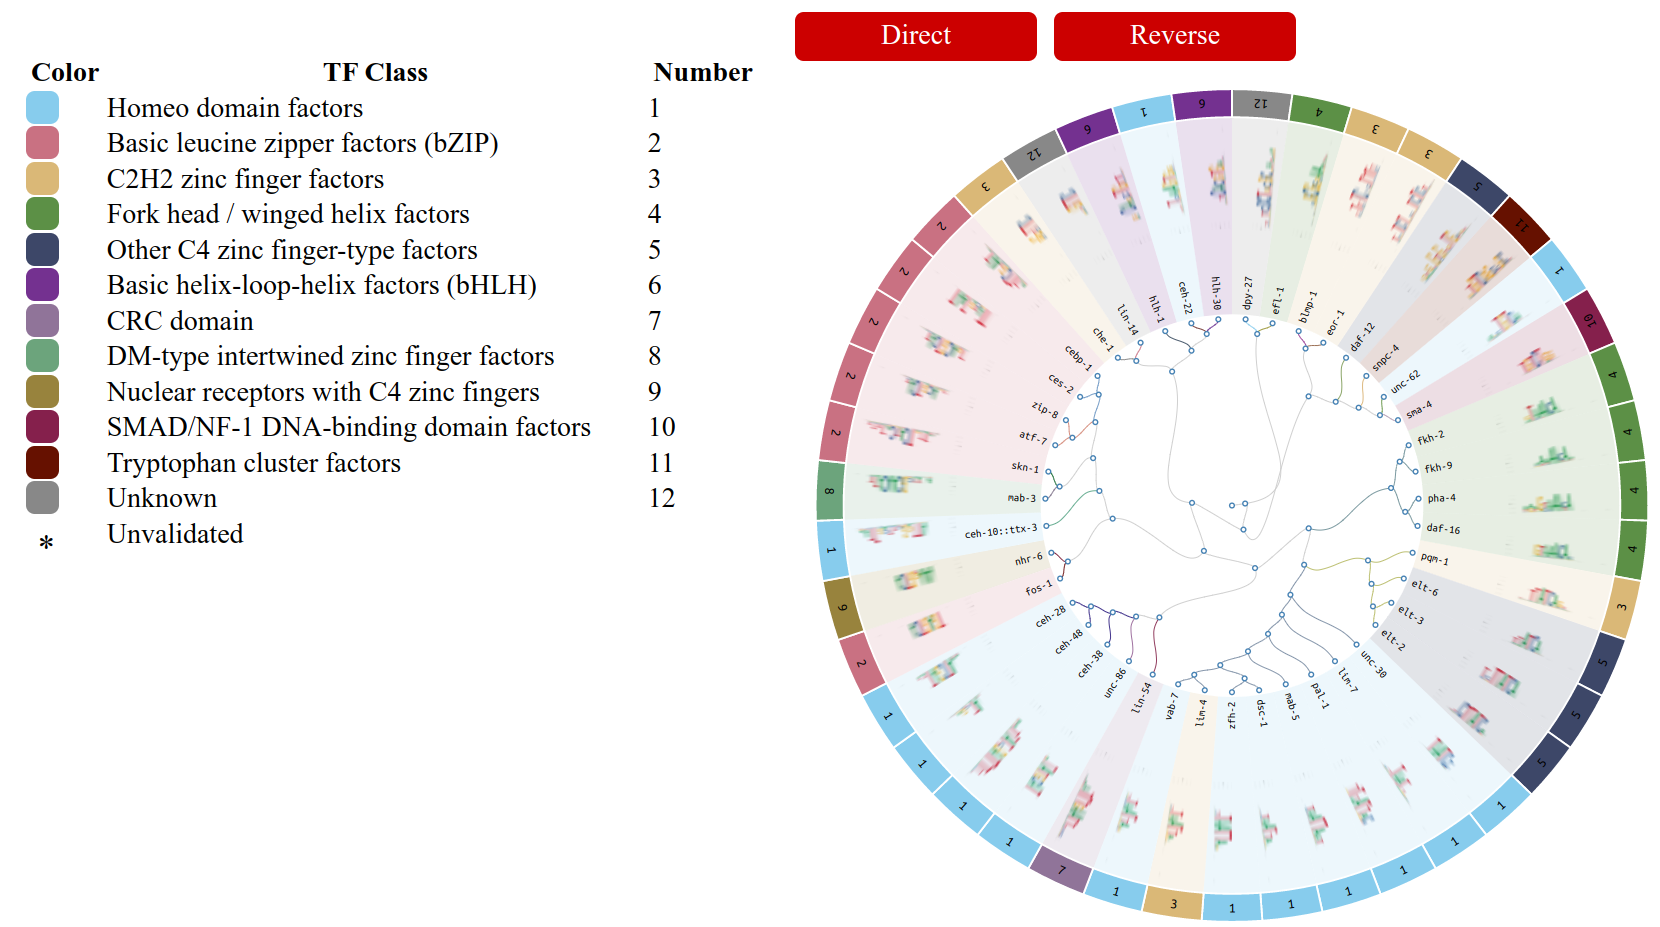 Direct
Reverse
Color TF Class Number
Homeo domain factors 1
Basic leucine zipper factors (bZIP) 2
C2H2 zinc finger factors 3
Fork head / winged helix factors 4
Other C4 zinc finger-type factors 5
Basic helix-loop-helix factors (bHLH) 6
CRC domain 7
DM-type intertwined zinc finger factors 8
Nuclear receptors with C4 zinc fingers 9
SMAD/NF-1 DNA-binding domain factors 10
Tryptophan cluster factors 11
Unknown 12
* Unvalidated
12
4
3
3
5
11
1
10
4
4
4
4
3
5
5
5
1
1
1
1
1
1
3
1
7
1
1
1
1
2
9
1
8
2
2
2
2
2
3
12
6
1
6
dpy-27
efl-1
blmp-1
eor-1
daf-12
snpc-4
unc-62
sma-4
fkh-2
fkh-9
pha-4
daf-16
pqm-1
elt-6
elt-3
elt-2
unc-30
lim-7
pal-1
mab-5
dsc-1
zfh-2
lim-4
vab-7
lin-54
unc-86
ceh-38
ceh-48
ceh-28
fos-1
nhr-6
ceh-10::ttx-3
mab-3
skn-1
atf-7
zip-8
ces-2
cebp-1
che-1
lin-14
hlh-1
ceh-22
hlh-30